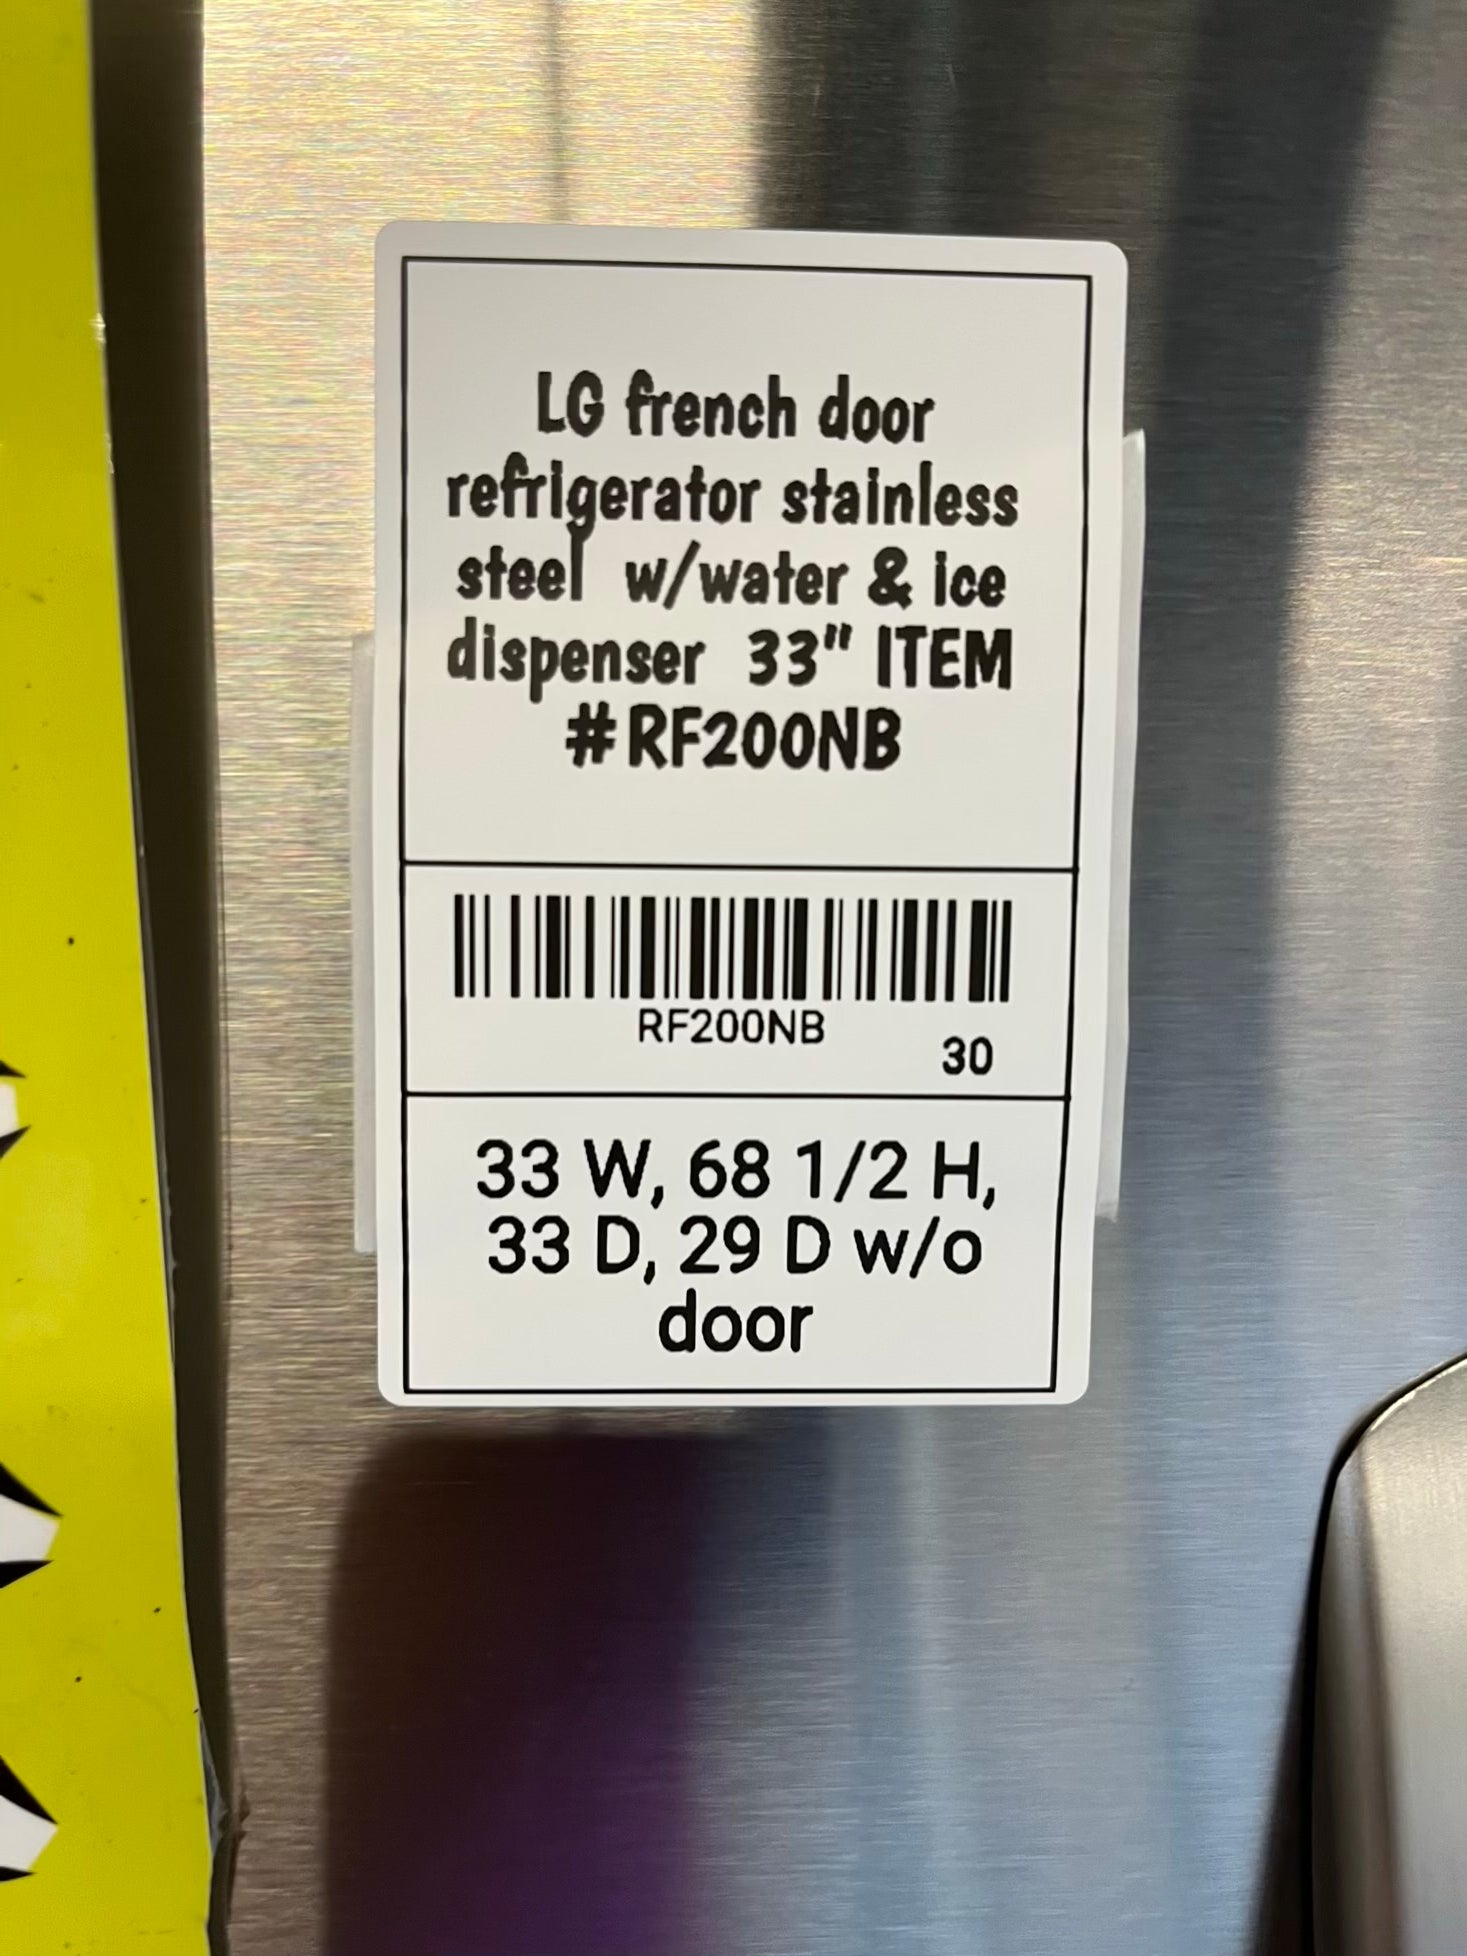 LG french door
refrigerator stainless
steel w/water & ice
dispenser 33" ITEM
#RF200NB
RF200NB
30
33 W, 68 1/2 H,
33 D, 29 D w/o
door